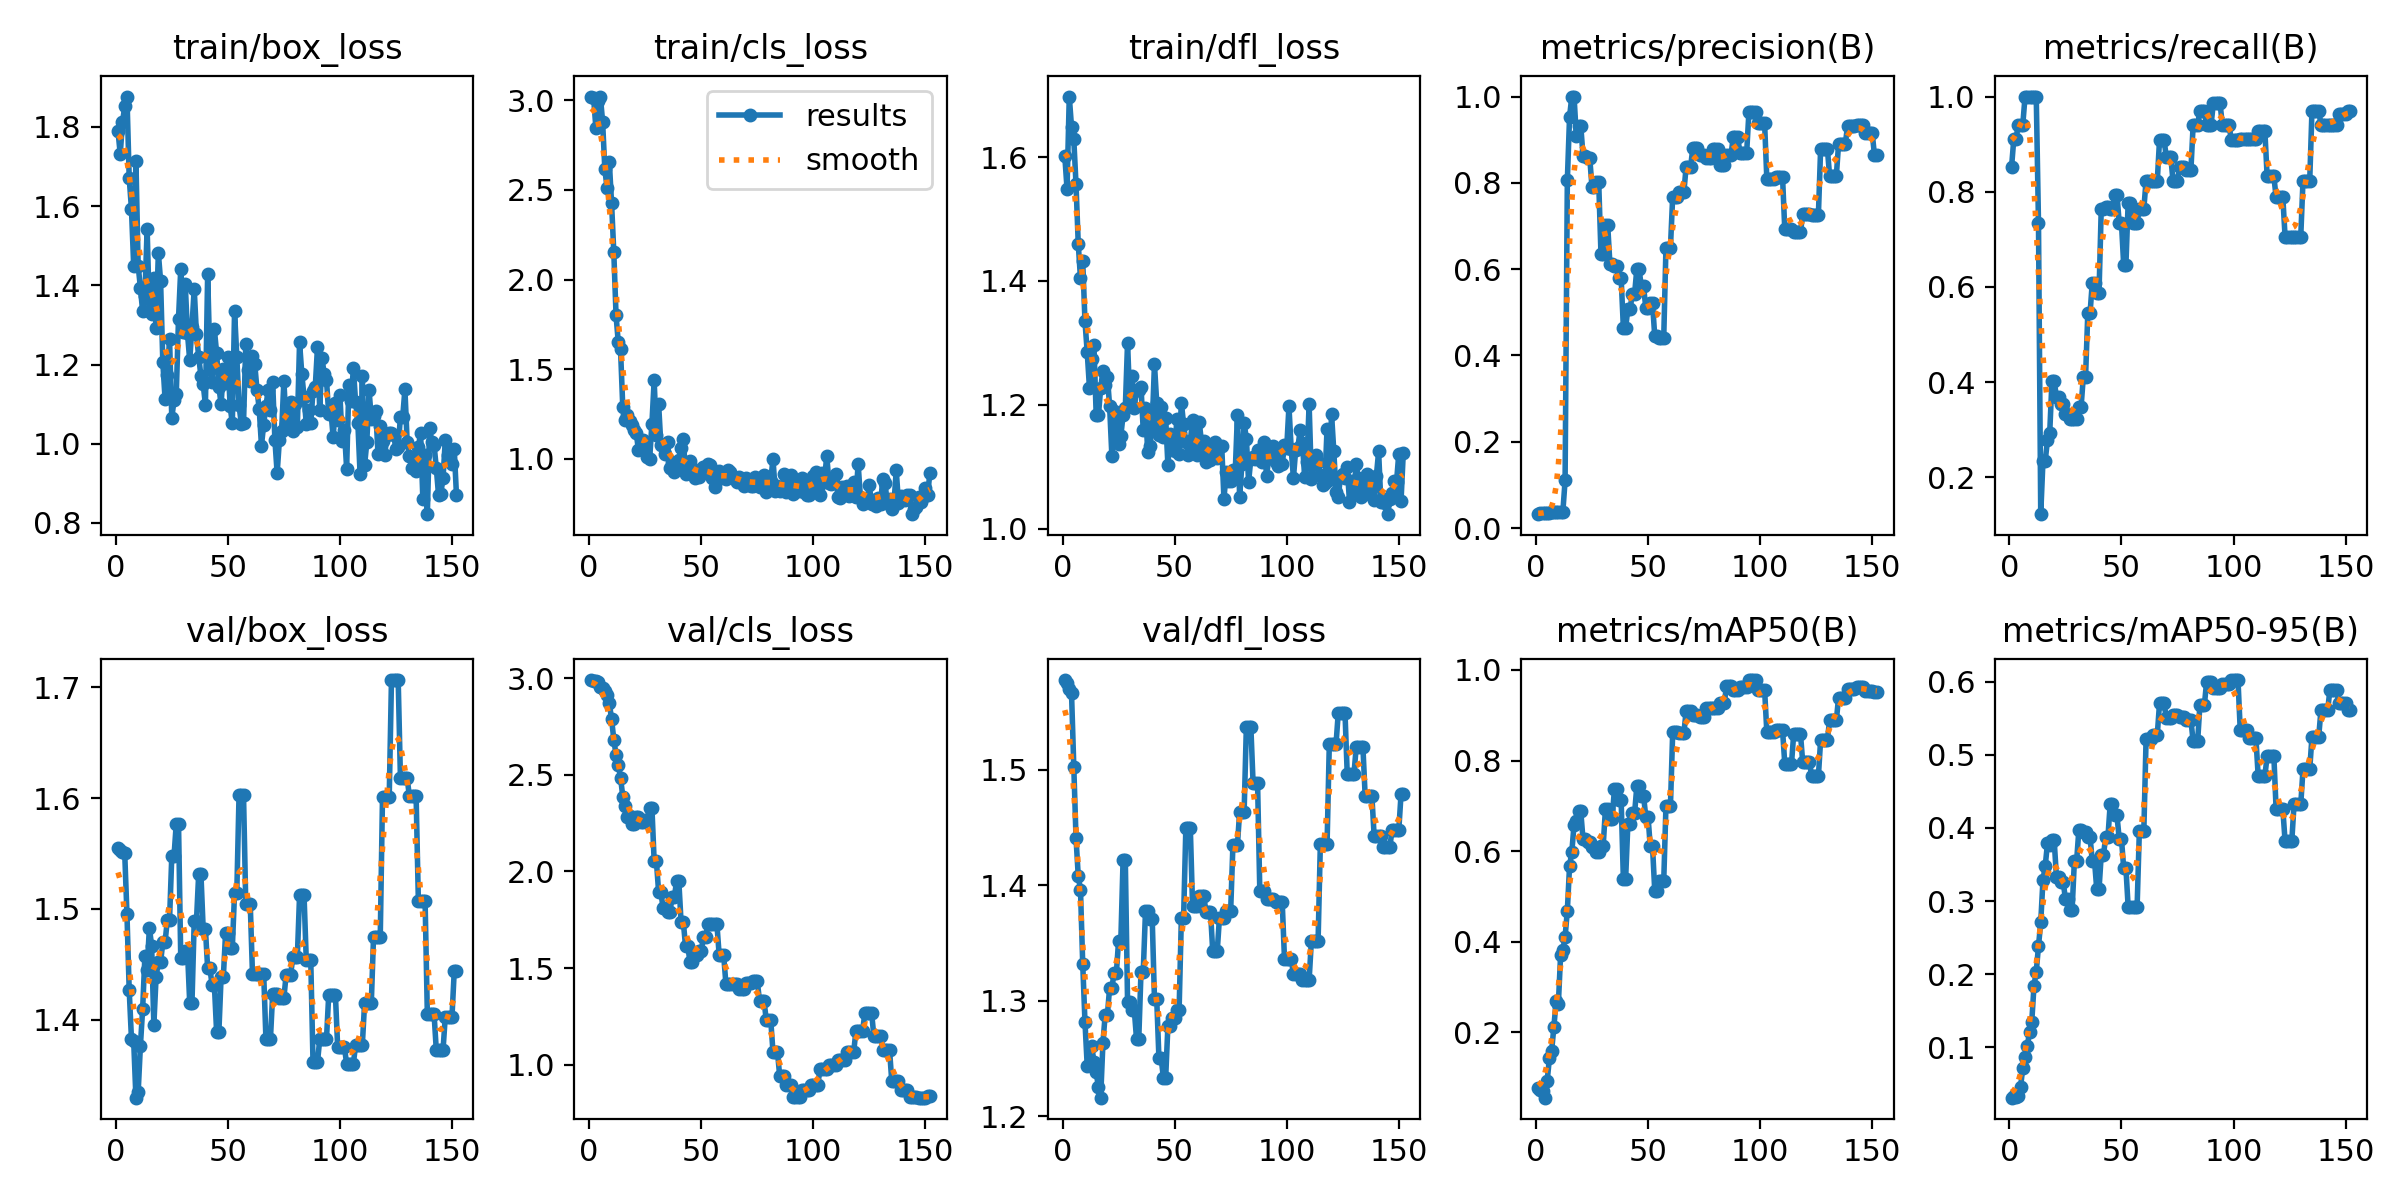 train/box_loss
1.8
1.6
1.4
1.2
1.0
0.8
0 50 100 150
train/cls_loss
results
smooth
3.0
2.5
2.0
1.5
1.0
0 50 100 150
train/dfl_loss
1.6
1.4
1.2
1.0
0 50 100 150
metrics/precision(B)
1.0
0.8
0.6
0.4
0.2
0.0
0 50 100 150
metrics/recall(B)
1.0
0.8
0.6
0.4
0.2
0 50 100 150
val/box_loss
1.7
1.6
1.5
1.4
0 50 100 150
val/cls_loss
3.0
2.5
2.0
1.5
1.0
0 50 100 150
val/dfl_loss
1.5
1.4
1.3
1.2
0 50 100 150
metrics/mAP50(B)
1.0
0.8
0.6
0.4
0.2
0 50 100 150
metrics/mAP50-95(B)
0.6
0.5
0.4
0.3
0.2
0.1
0 50 100 150